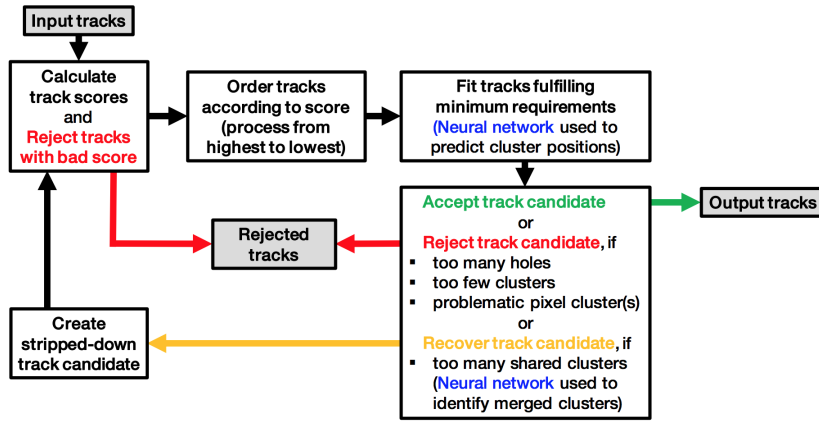 Input tracks
Calculate
track scores
and
Reject tracks
with bad score
Order tracks
according to score
(process from
highest to lowest)
Fit tracks fulfilling
minimum requirements
(Neural network used to
predict cluster positions)
Accept track candidate
or
Reject track candidate, if
▪ too many holes
▪ too few clusters
▪ problematic pixel cluster(s)
or
Recover track candidate, if
▪ too many shared clusters
(Neural network used to
identify merged clusters)
Output tracks
Rejected
tracks
Create
stripped-down
track candidate